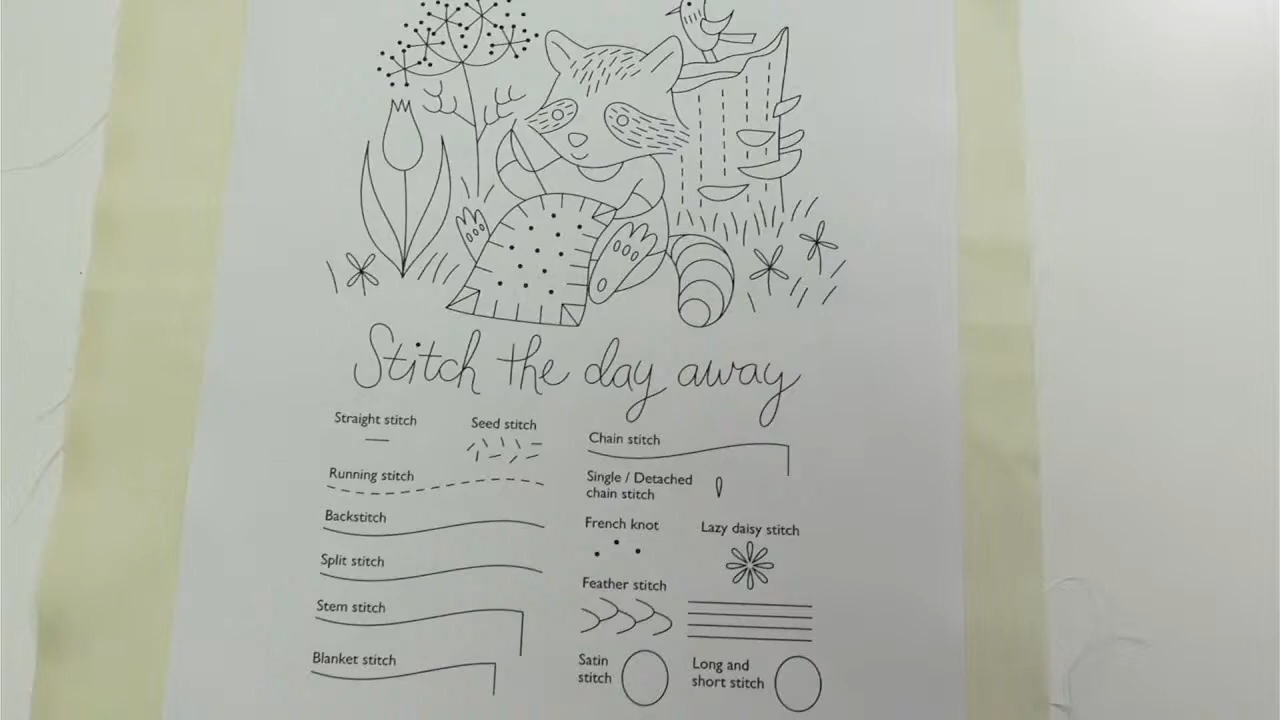 Stitch the day away
Straight stitch
Seed stitch
Running stitch
Backstitch
Split stitch
Stem stitch
Blanket stitch
Chain stitch
Single / Detached
chain stitch
French knot
Lazy daisy stitch
Feather stitch
Satin
stitch
Long and
short stitch